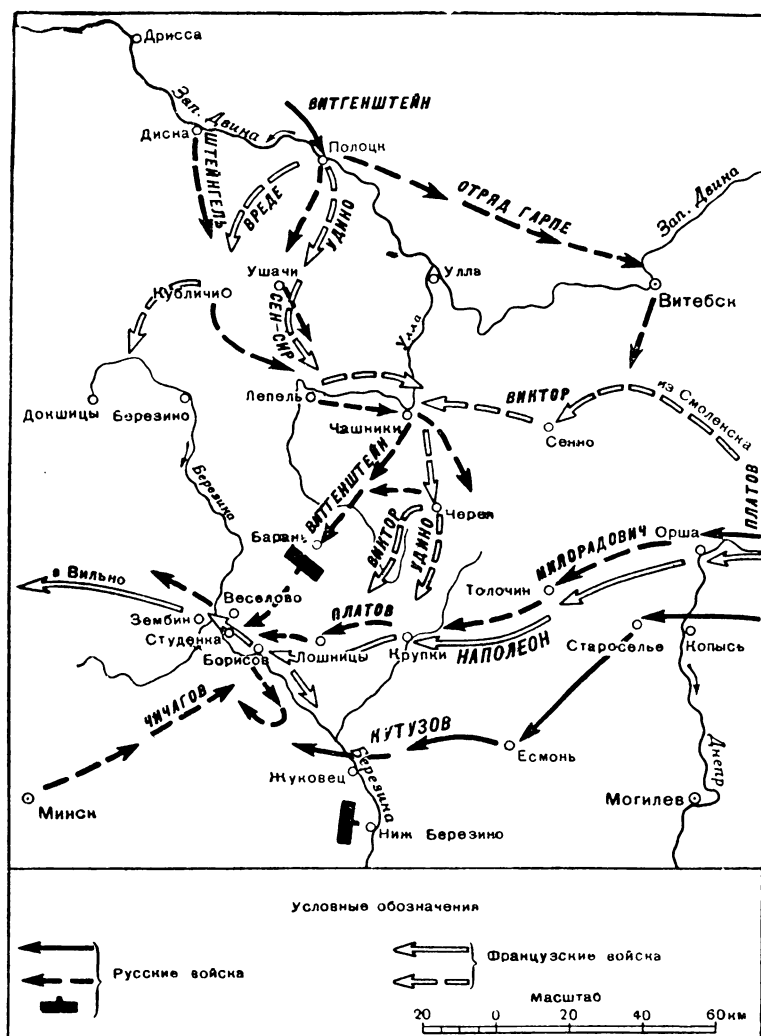 Дрисса
Зап. Двина
ВИТГЕНШТЕЙН
Дисна
Полоцк
ШТЕЙНГЕЛЬ
ВРЕДЕ
УДИНО
ОТРЯД ГАРПЕ
Зап. Двина
Ушачи
Улла
Кубличи
СЕН-СИР
Витебск
Улла
Лепель
ВИКТОР
из Смоленска
Докшицы
Березино
Чашники
Сенно
Березина
ВИТГЕНШТЕЙН
ПЛАТОВ
Черея
Барань
ВИКТОР
УДИНО
МИЛОРАДОВИЧ
Орша
в Вильно
Веселово
Толочин
Зембин
ПЛАТОВ
Студенка
Борисов
Лошницы
Крупки
НАПОЛЕОН
Староселье
Копысь
ЧИЧАГОВ
КУТУЗОВ
Есмонь
Березина
Днепр
Жуковец
Минск
Могилев
Ниж Березино
Условные обозначения
Русские войска
Французские войска
масштаб
20 0 20 40 60 км